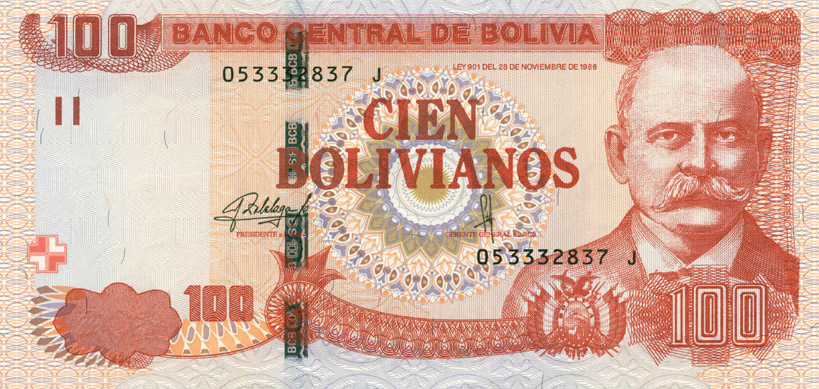 100
BANCO CENTRAL DE BOLIVIA
LEY 901 DEL 28 DE NOVIEMBRE DE 1986
053332837 J
CIEN
BOLIVIANOS
PRESIDENTE
GERENTE GENERAL
053332837 J
100
100